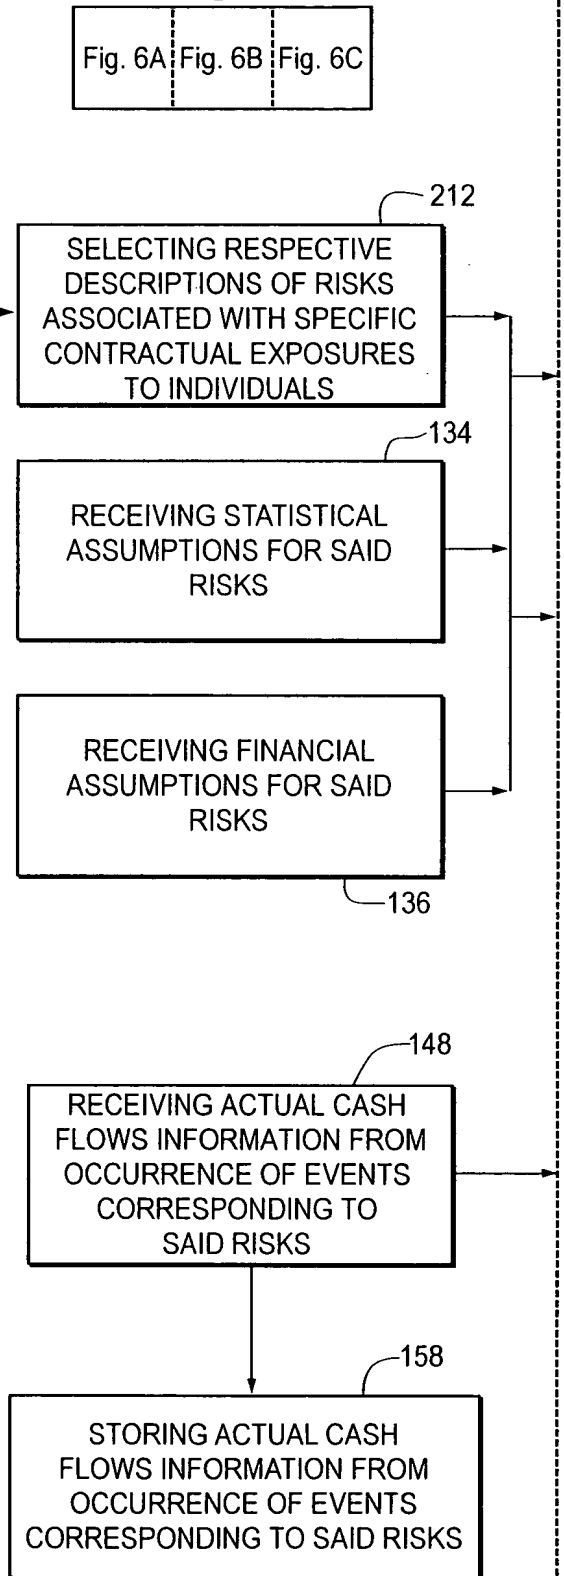 Fig. 6A Fig. 6B Fig. 6C
212
SELECTING RESPECTIVE
DESCRIPTIONS OF RISKS
ASSOCIATED WITH SPECIFIC
CONTRACTUAL EXPOSURES
TO INDIVIDUALS
134
RECEIVING STATISTICAL
ASSUMPTIONS FOR SAID
RISKS
RECEIVING FINANCIAL
ASSUMPTIONS FOR SAID
RISKS
136
148
RECEIVING ACTUAL CASH
FLOWS INFORMATION FROM
OCCURRENCE OF EVENTS
CORRESPONDING TO
SAID RISKS
158
STORING ACTUAL CASH
FLOWS INFORMATION FROM
OCCURRENCE OF EVENTS
CORRESPONDING TO SAID RISKS